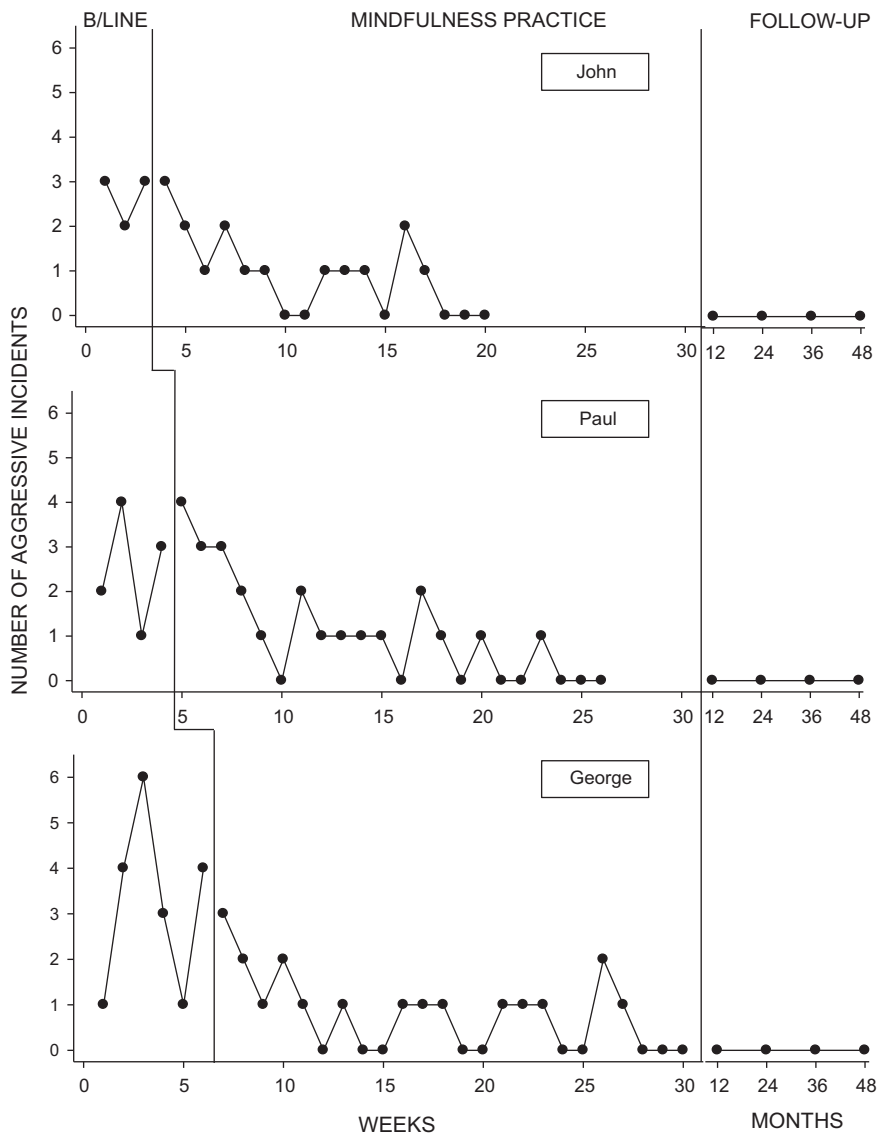 B/LINE MINDFULNESS PRACTICE FOLLOW-UP
John
6
5
4
3
2
1
0
0 5 10 15 20 25 30 12 24 36 48
NUMBER OF AGGRESSIVE INCIDENTS
Paul
6
5
4
3
2
1
0
0 5 10 15 20 25 30 12 24 36 48
George
6
5
4
3
2
1
0
0 5 10 15 20 25 30 12 24 36 48
WEEKS MONTHS